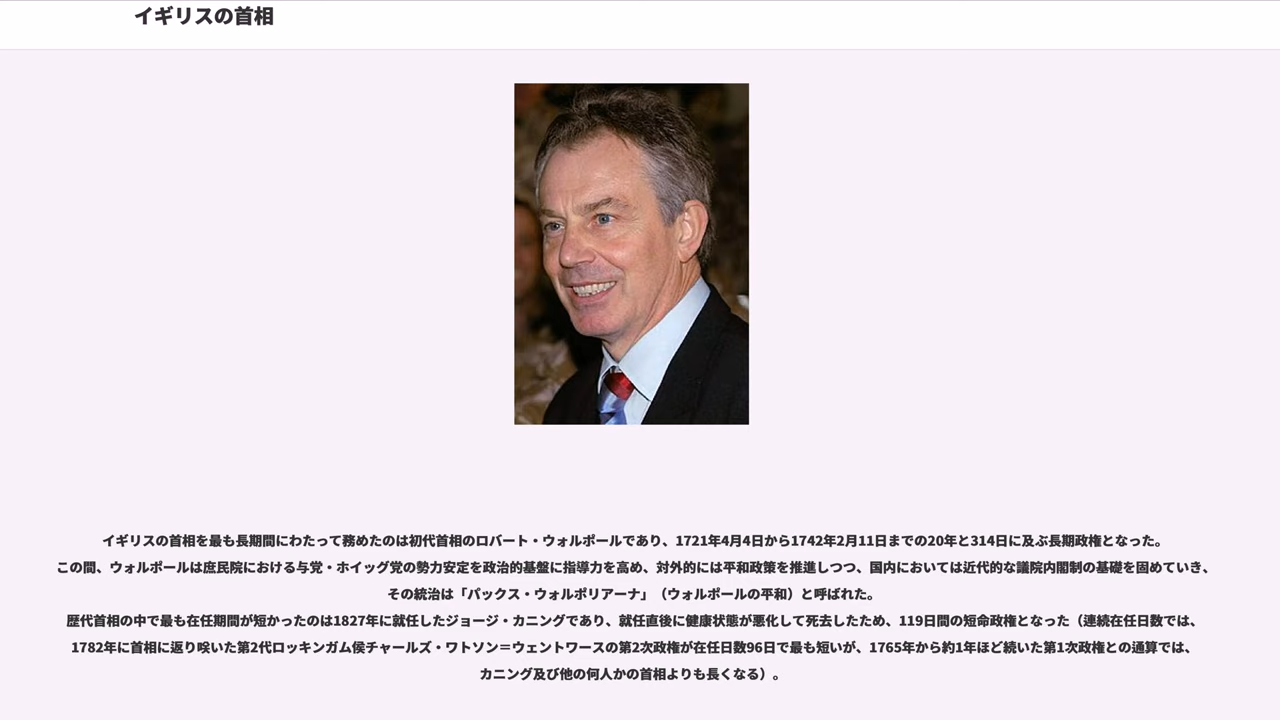 イギリスの首相
イギリスの首相を最も長期間にわたって務めたのは初代首相のロバート・ウォルポールであり、1721年4月4日から1742年2月11日までの20年と314日に及ぶ長期政権となった。
この間、ウォルポールは庶民院における与党・ホイッグ党の勢力安定を政治的基盤に指導力を高め、対外的には平和政策を推進しつつ、国内においては近代的な議院内閣制の基礎を固めていき、
その統治は「パックス・ウォルポリアーナ」（ウォルポールの平和）と呼ばれた。
歴代首相の中で最も在任期間が短かったのは1827年に就任したジョージ・カニングであり、就任直後に健康状態が悪化して死去したため、119日間の短命政権となった（連続在任日数では、
1782年に首相に返り咲いた第2代ロッキンガム侯チャールズ・ワトソン＝ウェントワースの第2次政権が在任日数96日で最も短いが、1765年から約1年ほど続いた第1次政権との通算では、
カニング及び他の何人かの首相よりも長くなる）。